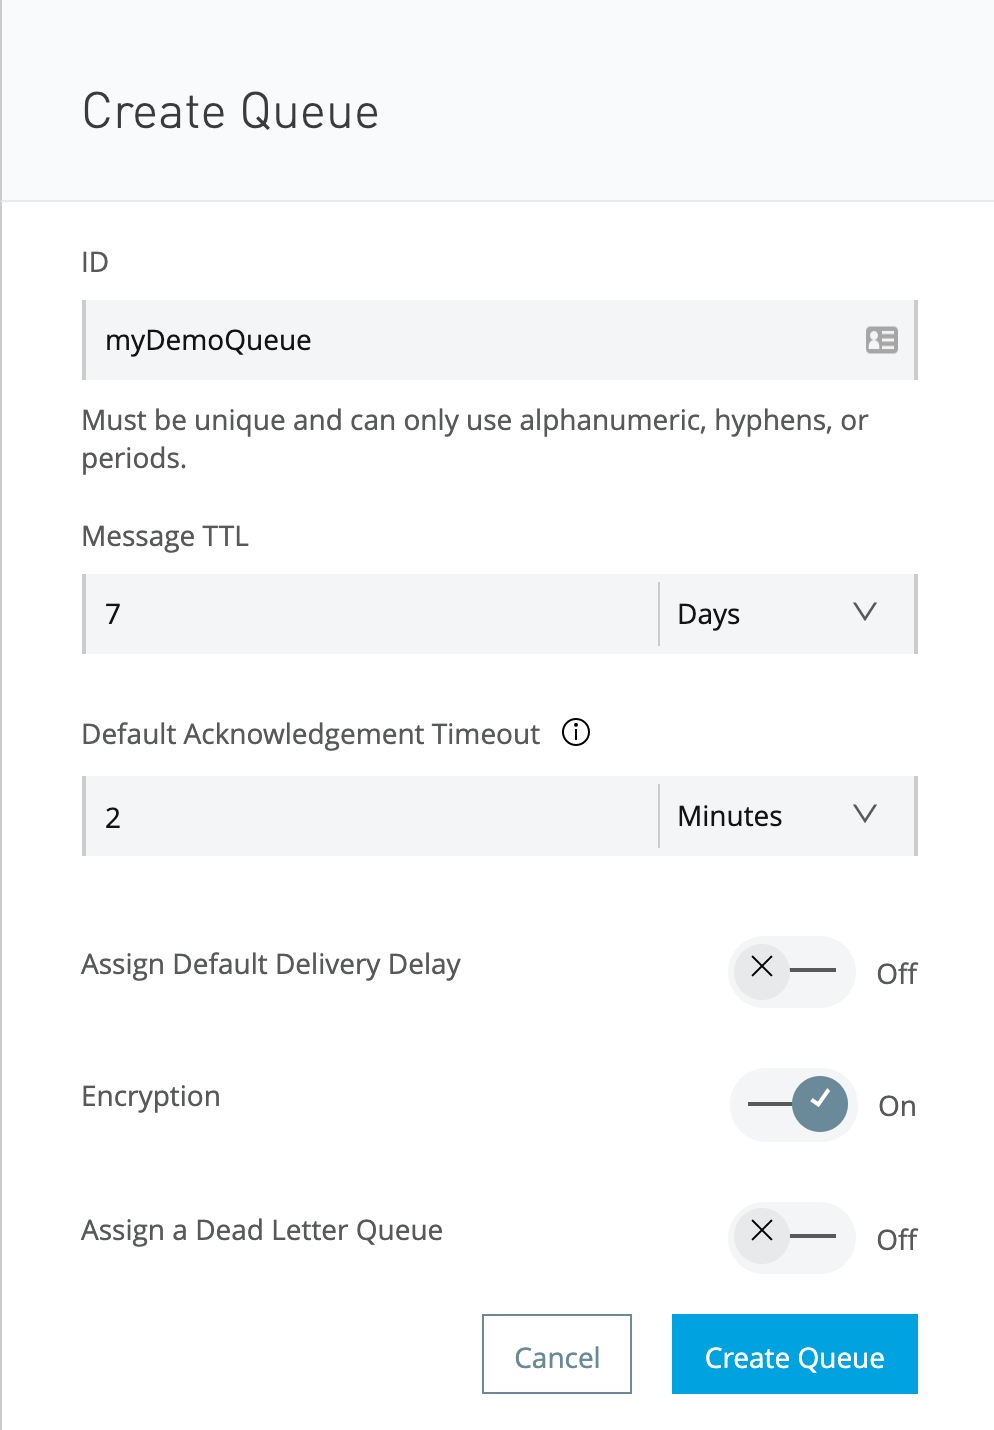 Create Queue
ID
myDemoQueue
Must be unique and can only use alphanumeric, hyphens, or
periods.
Message TTL
7 Days
Default Acknowledgement Timeout
2 Minutes
Assign Default Delivery Delay Off
Encryption On
Assign a Dead Letter Queue Off
Cancel Create Queue